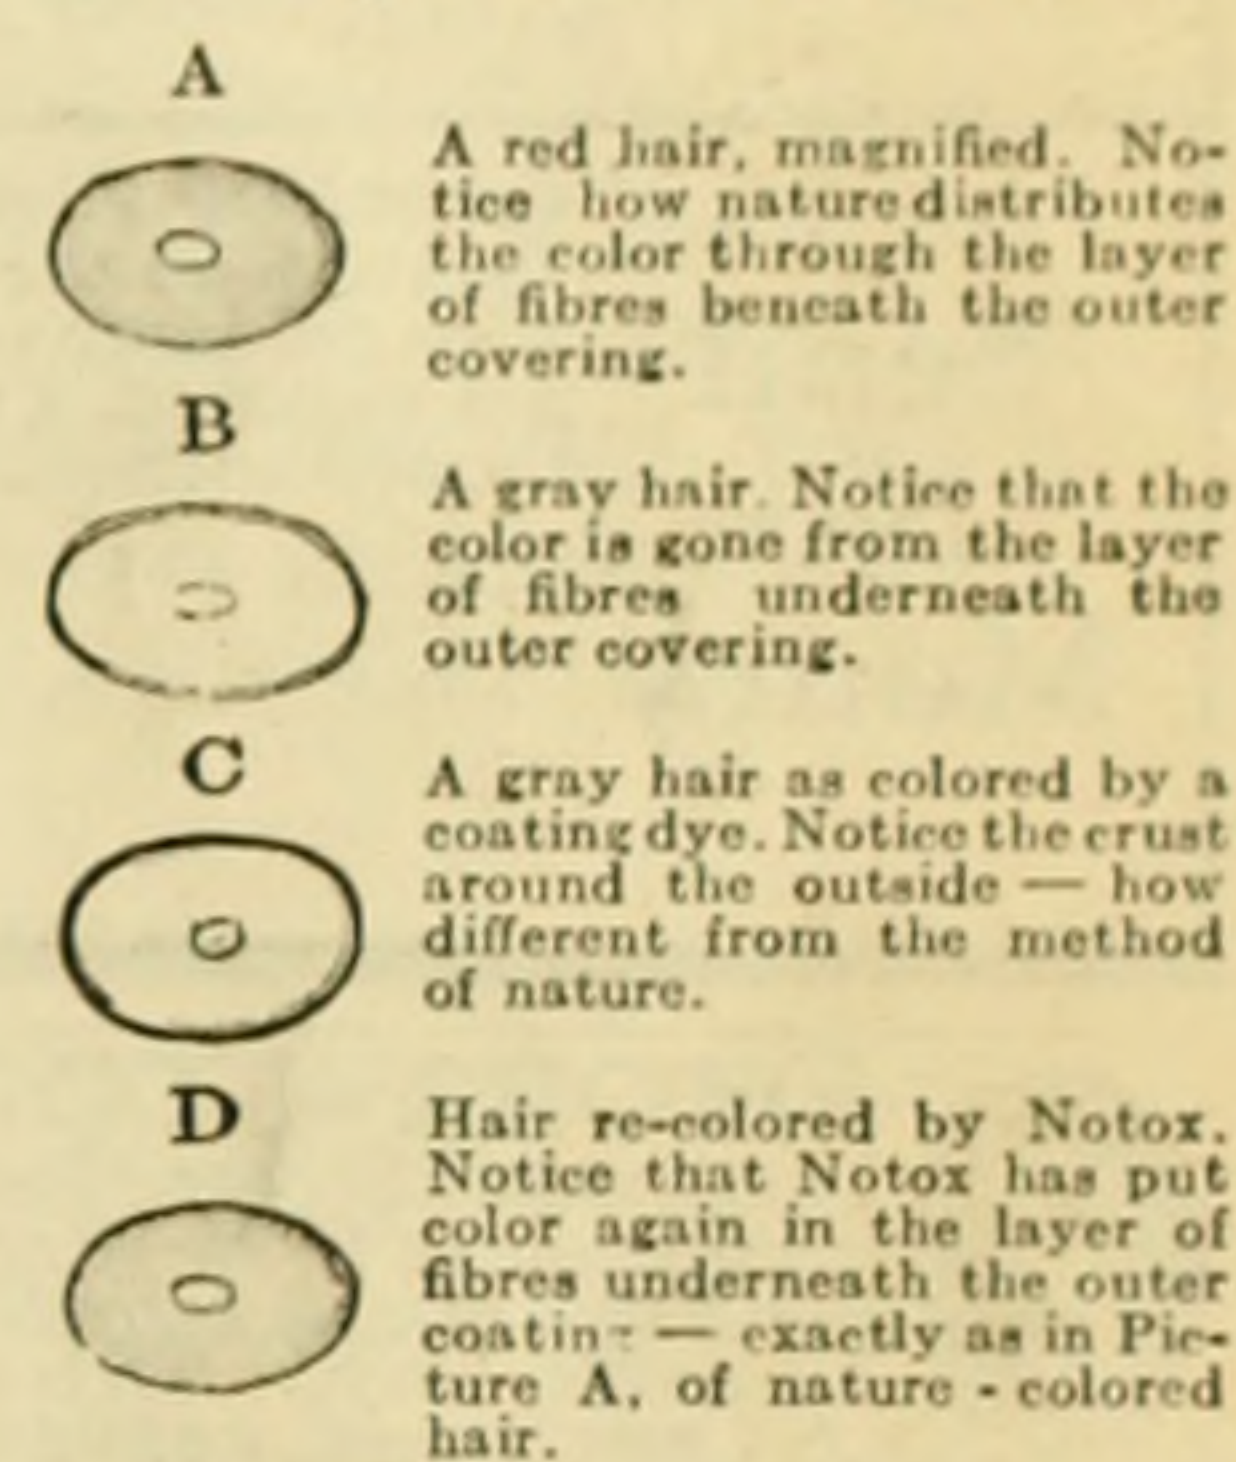 A
A red hair, magnified. No-
tice how nature distributes
the color through the layer
of fibres beneath the outer
covering.
B
A gray hair. Notice that the
color is gone from the layer
of fibres underneath the
outer covering.
C
A gray hair as colored by a
coating dye. Notice the crust
around the outside — how
different from the method
of nature.
D
Hair re-colored by Notox.
Notice that Notox has put
color again in the layer of
fibres underneath the outer
coating — exactly as in Pic-
ture A, of nature - colored
hair.